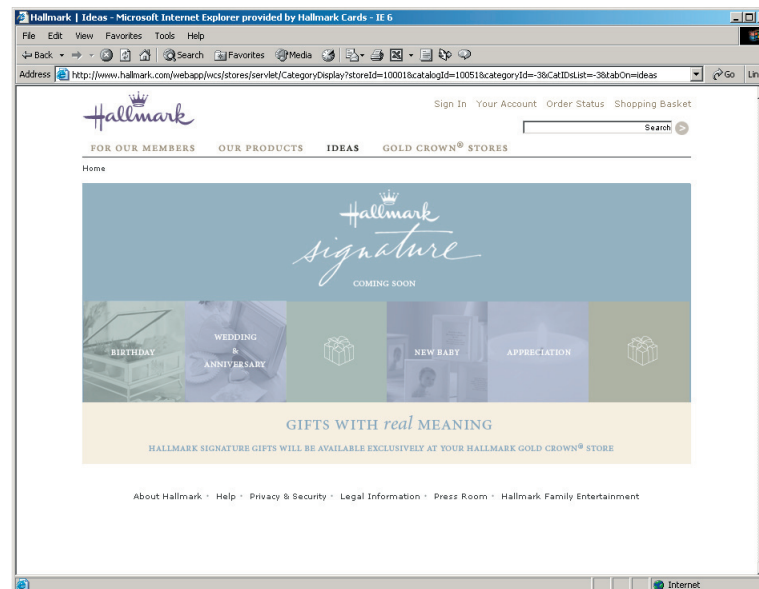 Hallmark | Ideas - Microsoft Internet Explorer provided by Hallmark Cards - IE 6
File Edit View Favorites Tools Help
Back Search Favorites Media
Address http://www.hallmark.com/webapp/wcs/stores/servlet/CategoryDisplay?storeId=10001&catalogId=10051&categoryId=-3&CatIDsList=-3&tabOn=ideas Go Lin
Hallmark
Sign In Your Account Order Status Shopping Basket
Search
FOR OUR MEMBERS OUR PRODUCTS IDEAS GOLD CROWN® STORES
Home
Hallmark
signature
COMING SOON
BIRTHDAY
WEDDING
&
ANNIVERSARY
NEW BABY
APPRECIATION
GIFTS WITH real MEANING
HALLMARK SIGNATURE GIFTS WILL BE AVAILABLE EXCLUSIVELY AT YOUR HALLMARK GOLD CROWN® STORE
About Hallmark · Help · Privacy & Security · Legal Information · Press Room · Hallmark Family Entertainment
Internet